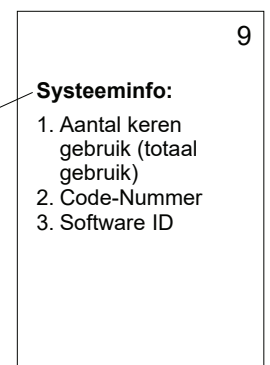 9
Systeeminfo:
1. Aantal keren
gebruik (totaal
gebruik)
2. Code-Nummer
3. Software ID